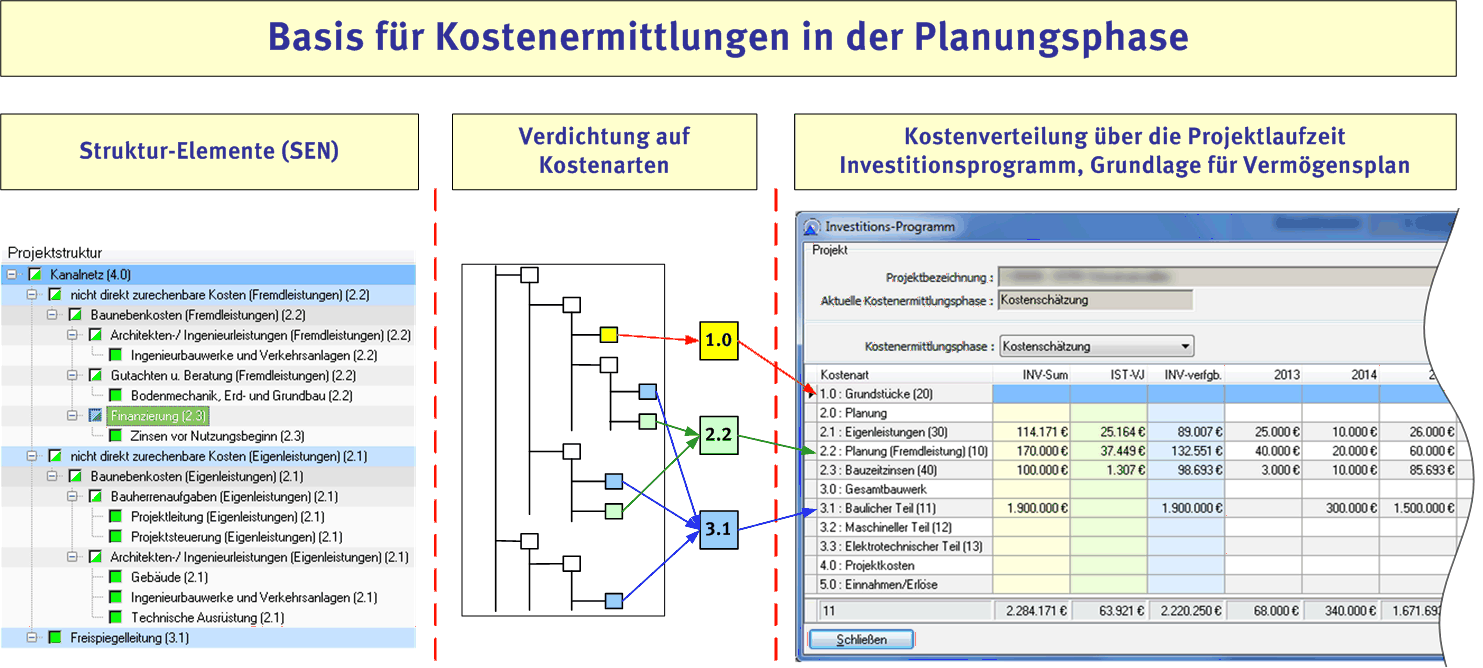 Basis für Kostenermittlungen in der Planungsphase
Struktur-Elemente (SEN)
Verdichtung auf
Kostenarten
Kostenverteilung über die Projektlaufzeit
Investitionsprogramm, Grundlage für Vermögensplan
Projektstruktur
Kanalnetz (4.0)
nicht direkt zurechenbare Kosten (Fremdleistungen) (2.2)
Baunebenkosten (Fremdleistungen) (2.2)
Architekten-/ Ingenieurleistungen (Fremdleistungen) (2.2)
Ingenieurbauwerke und Verkehrsanlagen (2.2)
Gutachten u. Beratung (Fremdleistungen) (2.2)
Bodenmechanik, Erd- und Grundbau (2.2)
Finanzierung (2.3)
Zinsen vor Nutzungsbeginn (2.3)
nicht direkt zurechenbare Kosten (Eigenleistungen) (2.1)
Baunebenkosten (Eigenleistungen) (2.1)
Bauherrenaufgaben (Eigenleistungen) (2.1)
Projektleitung (Eigenleistungen) (2.1)
Projektsteuerung (Eigenleistungen) (2.1)
Architekten-/ Ingenieurleistungen (Eigenleistungen) (2.1)
Gebäude (2.1)
Ingenieurbauwerke und Verkehrsanlagen (2.1)
Technische Ausrüstung (2.1)
Freispiegelleitung (3.1)
1.0
2.2
3.1
Investitions-Programm
Projekt
Projektbezeichnung :
Aktuelle Kostenermittlungsphase : Kostenschätzung
Kostenermittlungsphase : Kostenschätzung
Kostenart INV-Sum IST-VJ INV-verfgb. 2013 2014
1.0 : Grundstücke (20)
2.0 : Planung
2.1 : Eigenleistungen (30) 114.171 € 25.164 € 89.007 € 25.000 € 10.000 € 26.000 €
2.2 : Planung (Fremdleistung) (10) 170.000 € 37.449 € 132.551 € 40.000 € 20.000 € 60.000 €
2.3 : Bauzeitzinsen (40) 100.000 € 1.307 € 98.693 € 3.000 € 10.000 € 85.693 €
3.0 : Gesamtbauwerk
3.1 : Baulicher Teil (11) 1.900.000 € 1.900.000 € 300.000 € 1.500.000 €
3.2 : Maschineller Teil (12)
3.3 : Elektrotechnischer Teil (13)
4.0 : Projektkosten
5.0 : Einnahmen/Erlöse
11 2.284.171 € 63.921 € 2.220.250 € 68.000 € 340.000 € 1.671.69
Schließen